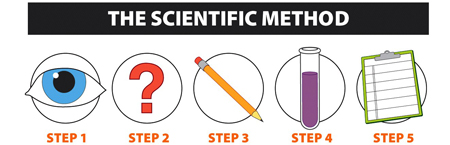 THE SCIENTIFIC METHOD
?
STEP 1 STEP 2 STEP 3 STEP 4 STEP 5